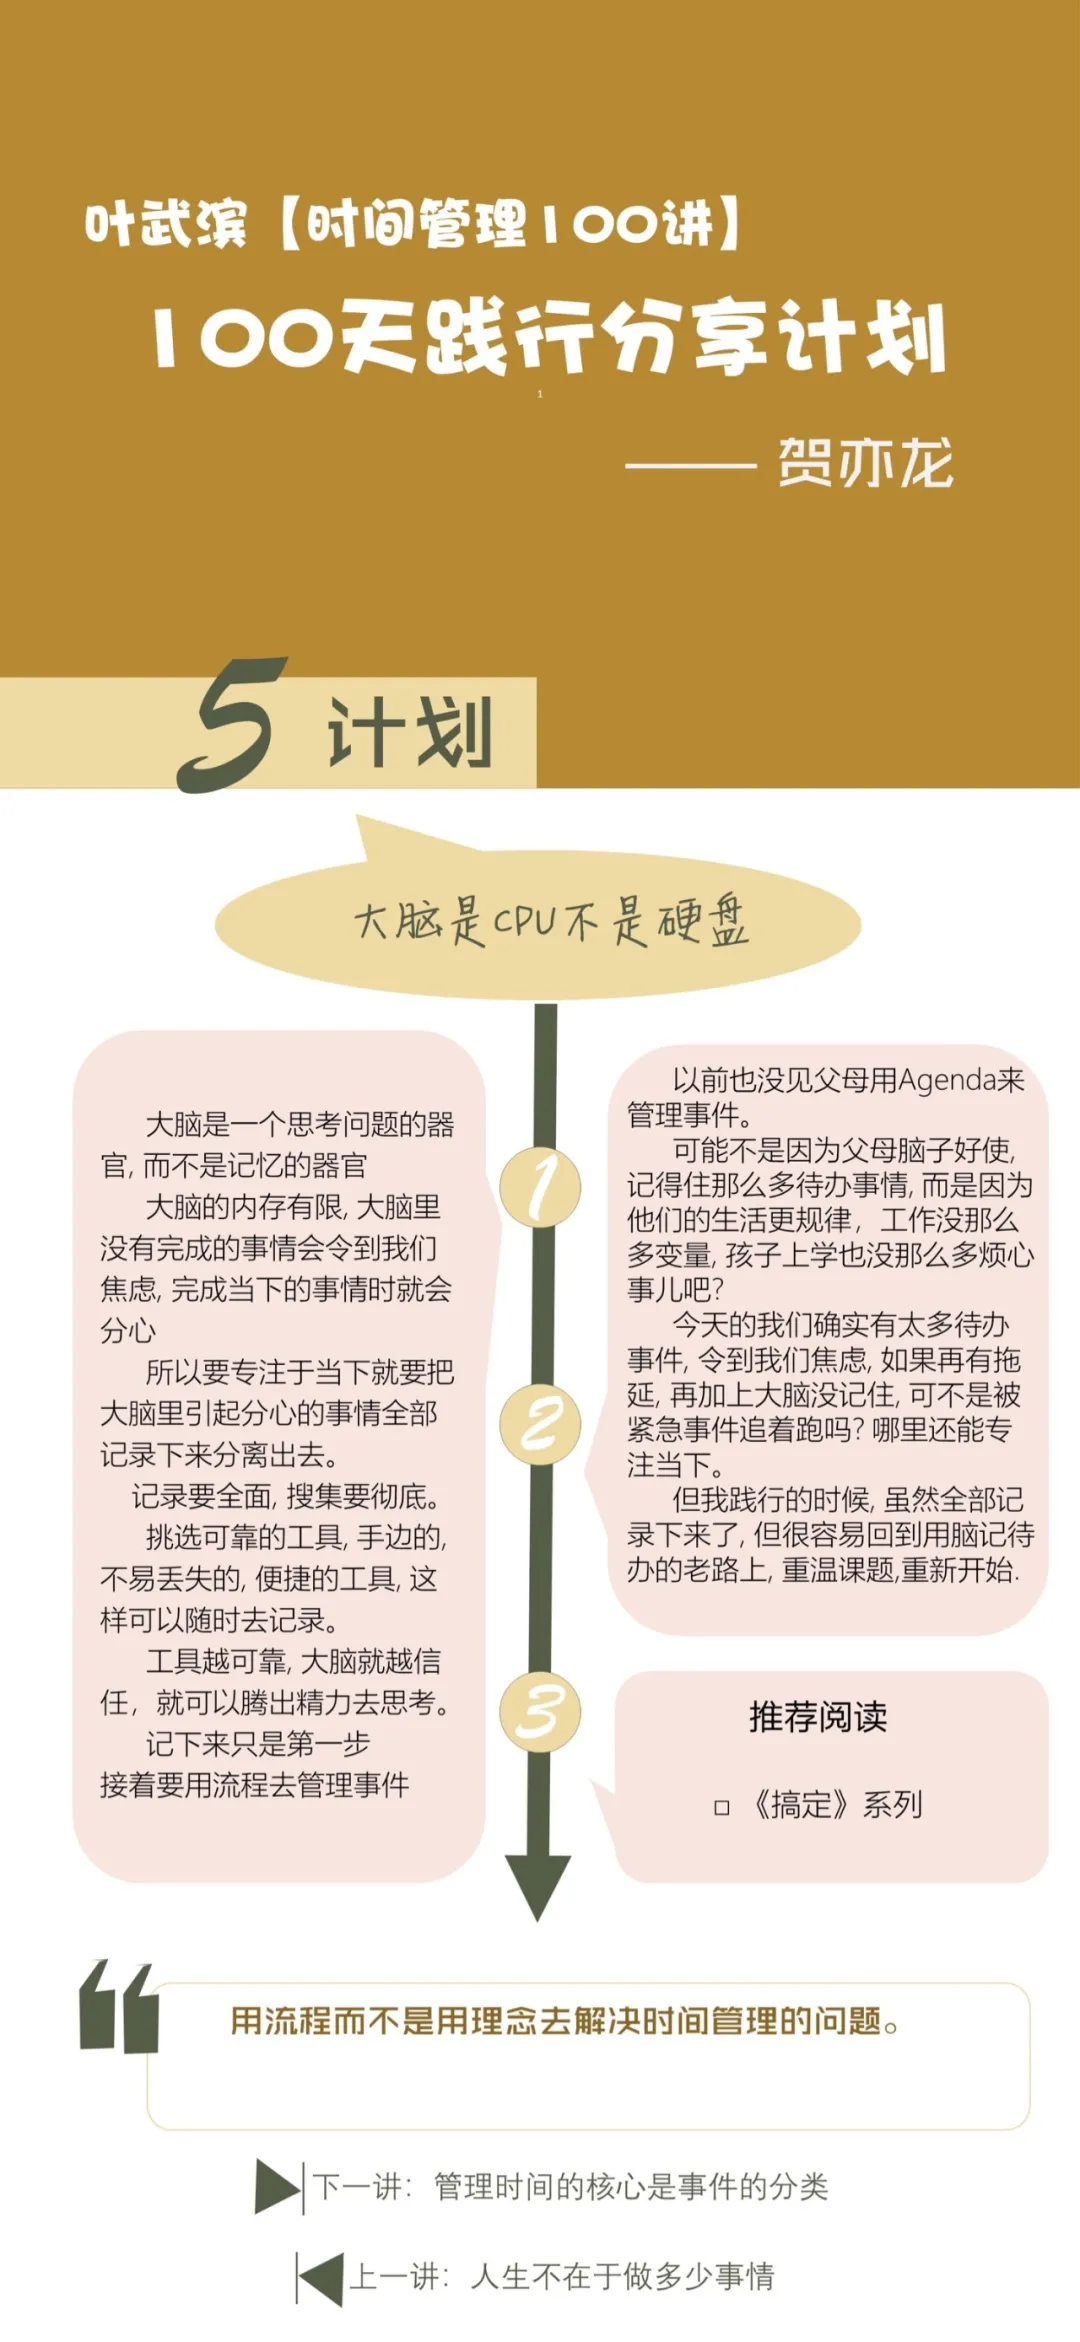 叶武滨【时间管理100讲】
100天践行分享计划
1
—— 贺亦龙
5 计划
大脑是CPU不是硬盘
大脑是一个思考问题的器
官, 而不是记忆的器官
大脑的内存有限, 大脑里
没有完成的事情会令到我们
焦虑, 完成当下的事情时就会
分心
所以要专注于当下就要把
大脑里引起分心的事情全部
记录下来分离出去。
记录要全面, 搜集要彻底。
挑选可靠的工具, 手边的,
不易丢失的, 便捷的工具, 这
样可以随时去记录。
工具越可靠, 大脑就越信
任，就可以腾出精力去思考。
记下来只是第一步
接着要用流程去管理事件
1
以前也没见父母用Agenda来
管理事件。
可能不是因为父母脑子好使,
记得住那么多待办事情, 而是因为
他们的生活更规律，工作没那么
多变量, 孩子上学也没那么多烦心
事儿吧?
今天的我们确实有太多待办
事件, 令到我们焦虑, 如果再有拖
延, 再加上大脑没记住, 可不是被
紧急事件追着跑吗? 哪里还能专
注当下。
但我践行的时候, 虽然全部记
录下来了, 但很容易回到用脑记待
办的老路上, 重温课题,重新开始.
2
3
推荐阅读
□ 《搞定》系列
用流程而不是用理念去解决时间管理的问题。
下一讲：管理时间的核心是事件的分类
上一讲：人生不在于做多少事情